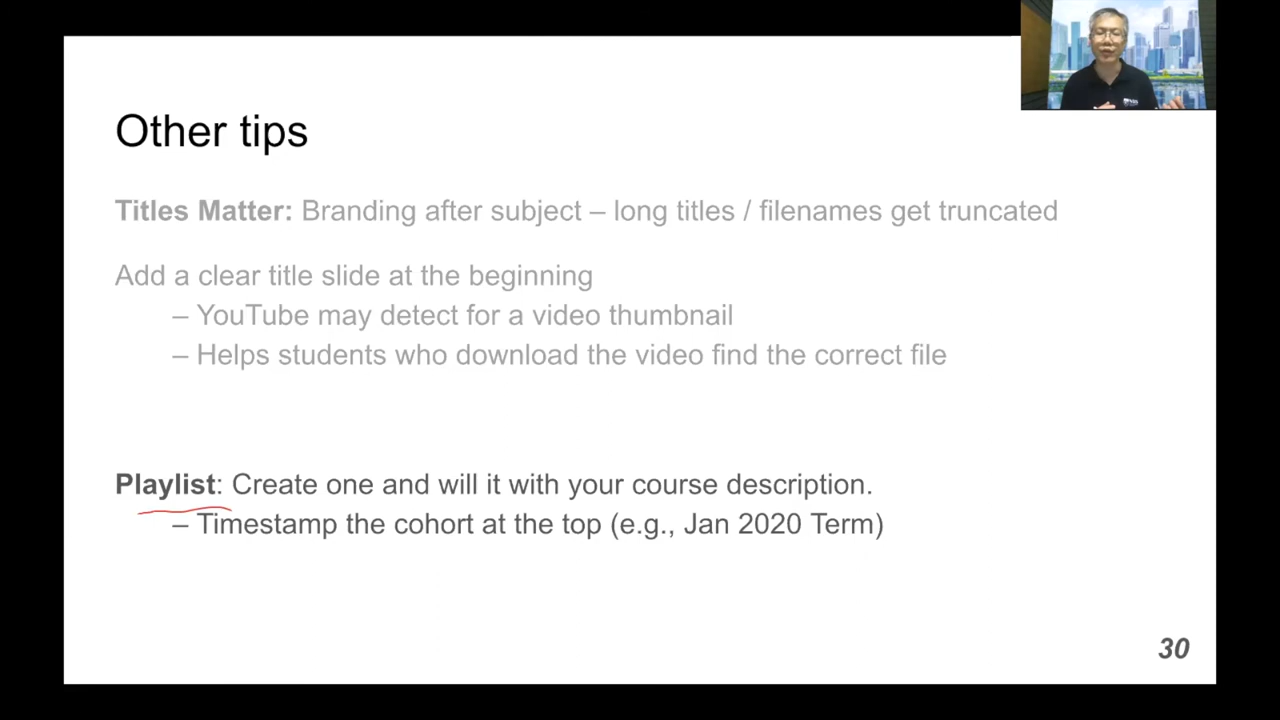 Other tips
Titles Matter: Branding after subject – long titles / filenames get truncated
Add a clear title slide at the beginning
– YouTube may detect for a video thumbnail
– Helps students who download the video find the correct file
Playlist: Create one and will it with your course description.
– Timestamp the cohort at the top (e.g., Jan 2020 Term)
30